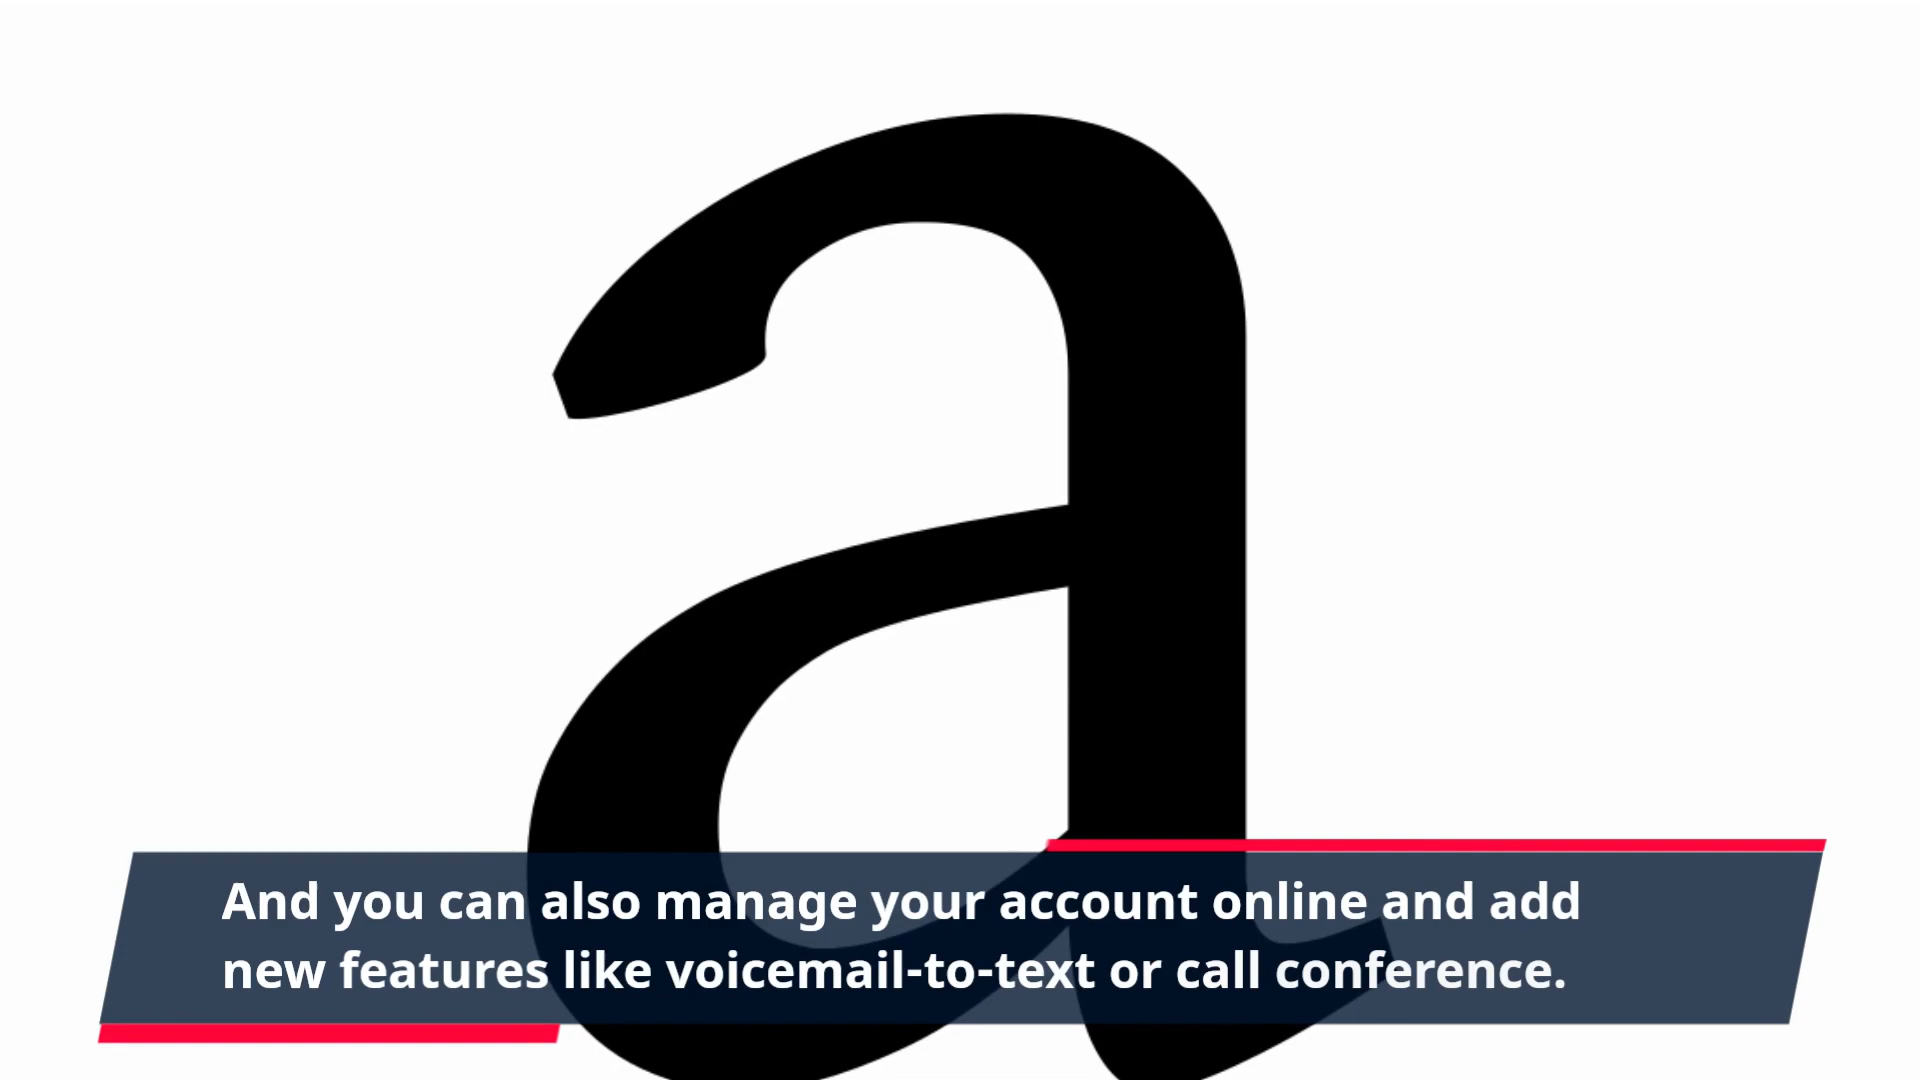 a
And you can also manage your account online and add
new features like voicemail-to-text or call conference.